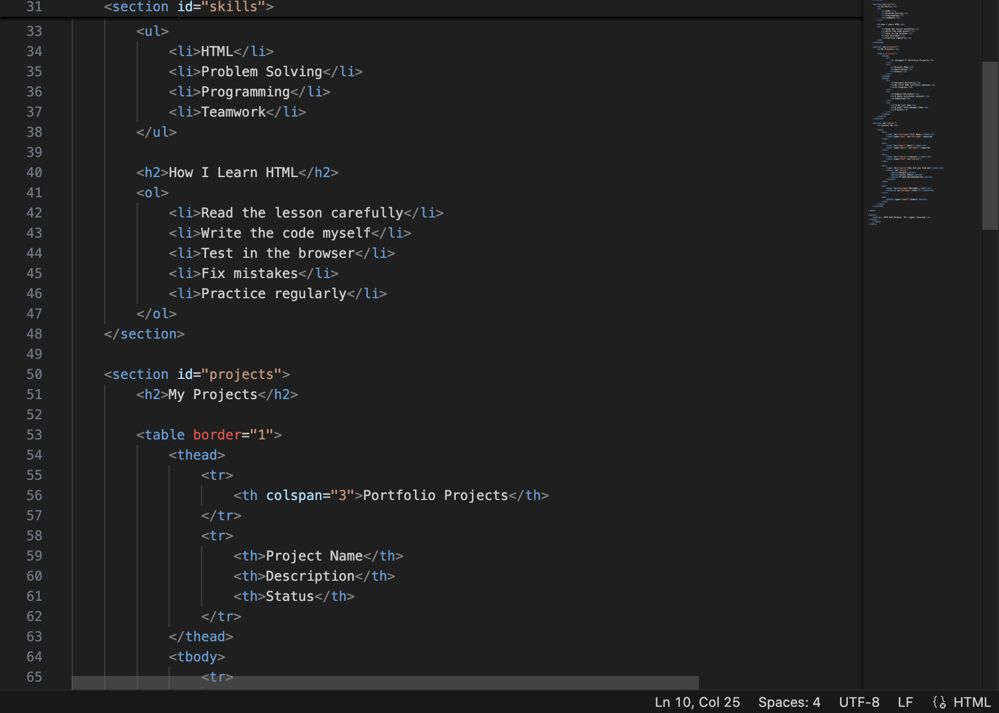 31 <section id="skills">
33 <ul>
34 <li>HTML</li>
35 <li>Problem Solving</li>
36 <li>Programming</li>
37 <li>Teamwork</li>
38 </ul>
39
40 <h2>How I Learn HTML</h2>
41 <ol>
42 <li>Read the lesson carefully</li>
43 <li>Write the code myself</li>
44 <li>Test in the browser</li>
45 <li>Fix mistakes</li>
46 <li>Practice regularly</li>
47 </ol>
48 </section>
49
50 <section id="projects">
51 <h2>My Projects</h2>
52
53 <table border="1">
54 <thead>
55 <tr>
56 <th colspan="3">Portfolio Projects</th>
57 </tr>
58 <tr>
59 <th>Project Name</th>
60 <th>Description</th>
61 <th>Status</th>
62 </tr>
63 </thead>
64 <tbody>
65 <tr>
Ln 10, Col 25 Spaces: 4 UTF-8 LF HTML